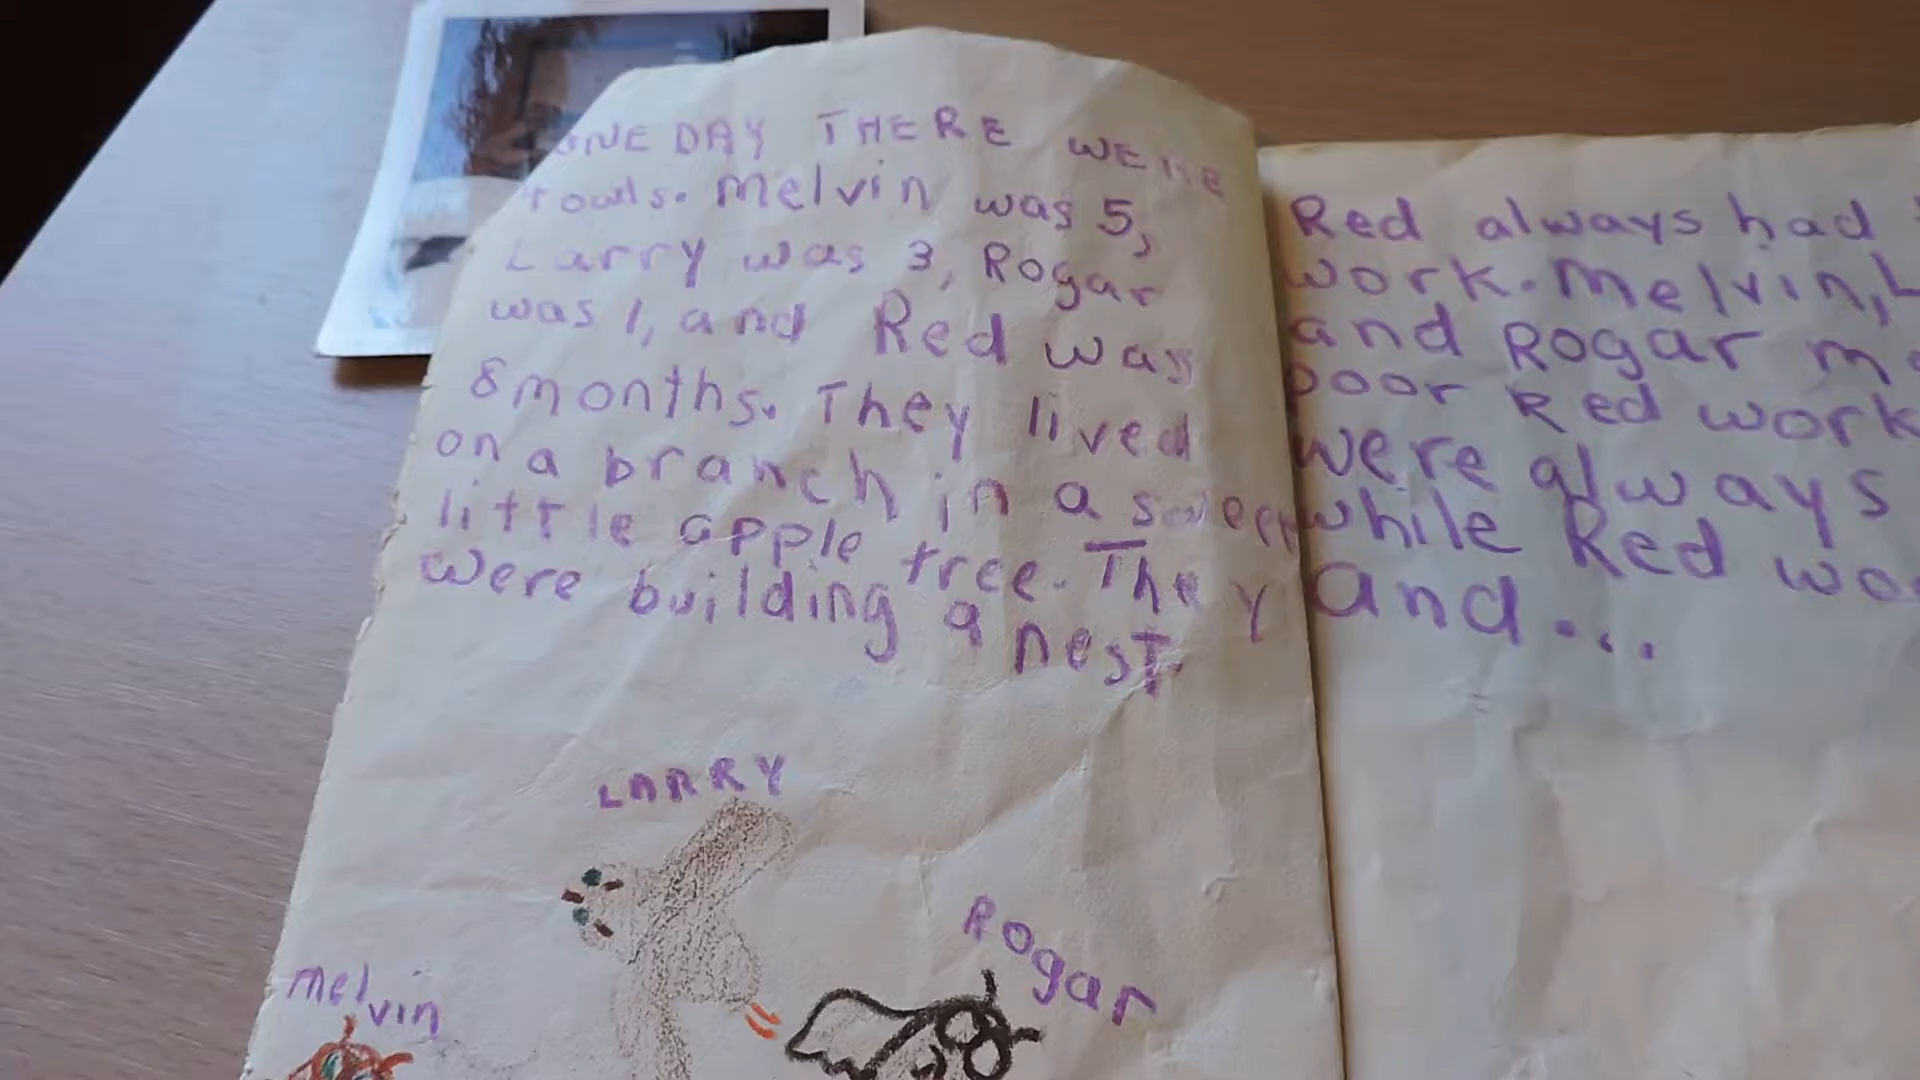 ONE DAY THERE WERE
4 owls. Melvin was 5,
Larry was 3, Rogar
was 1, and Red was
8 months. They lived
on a branch in a sweet
little apple tree. They
were building a nest.
LARRY
Rogar
Melvin
Red always had
work. Melvin,
and Rogar
poor Red work
were always
while Red
and...